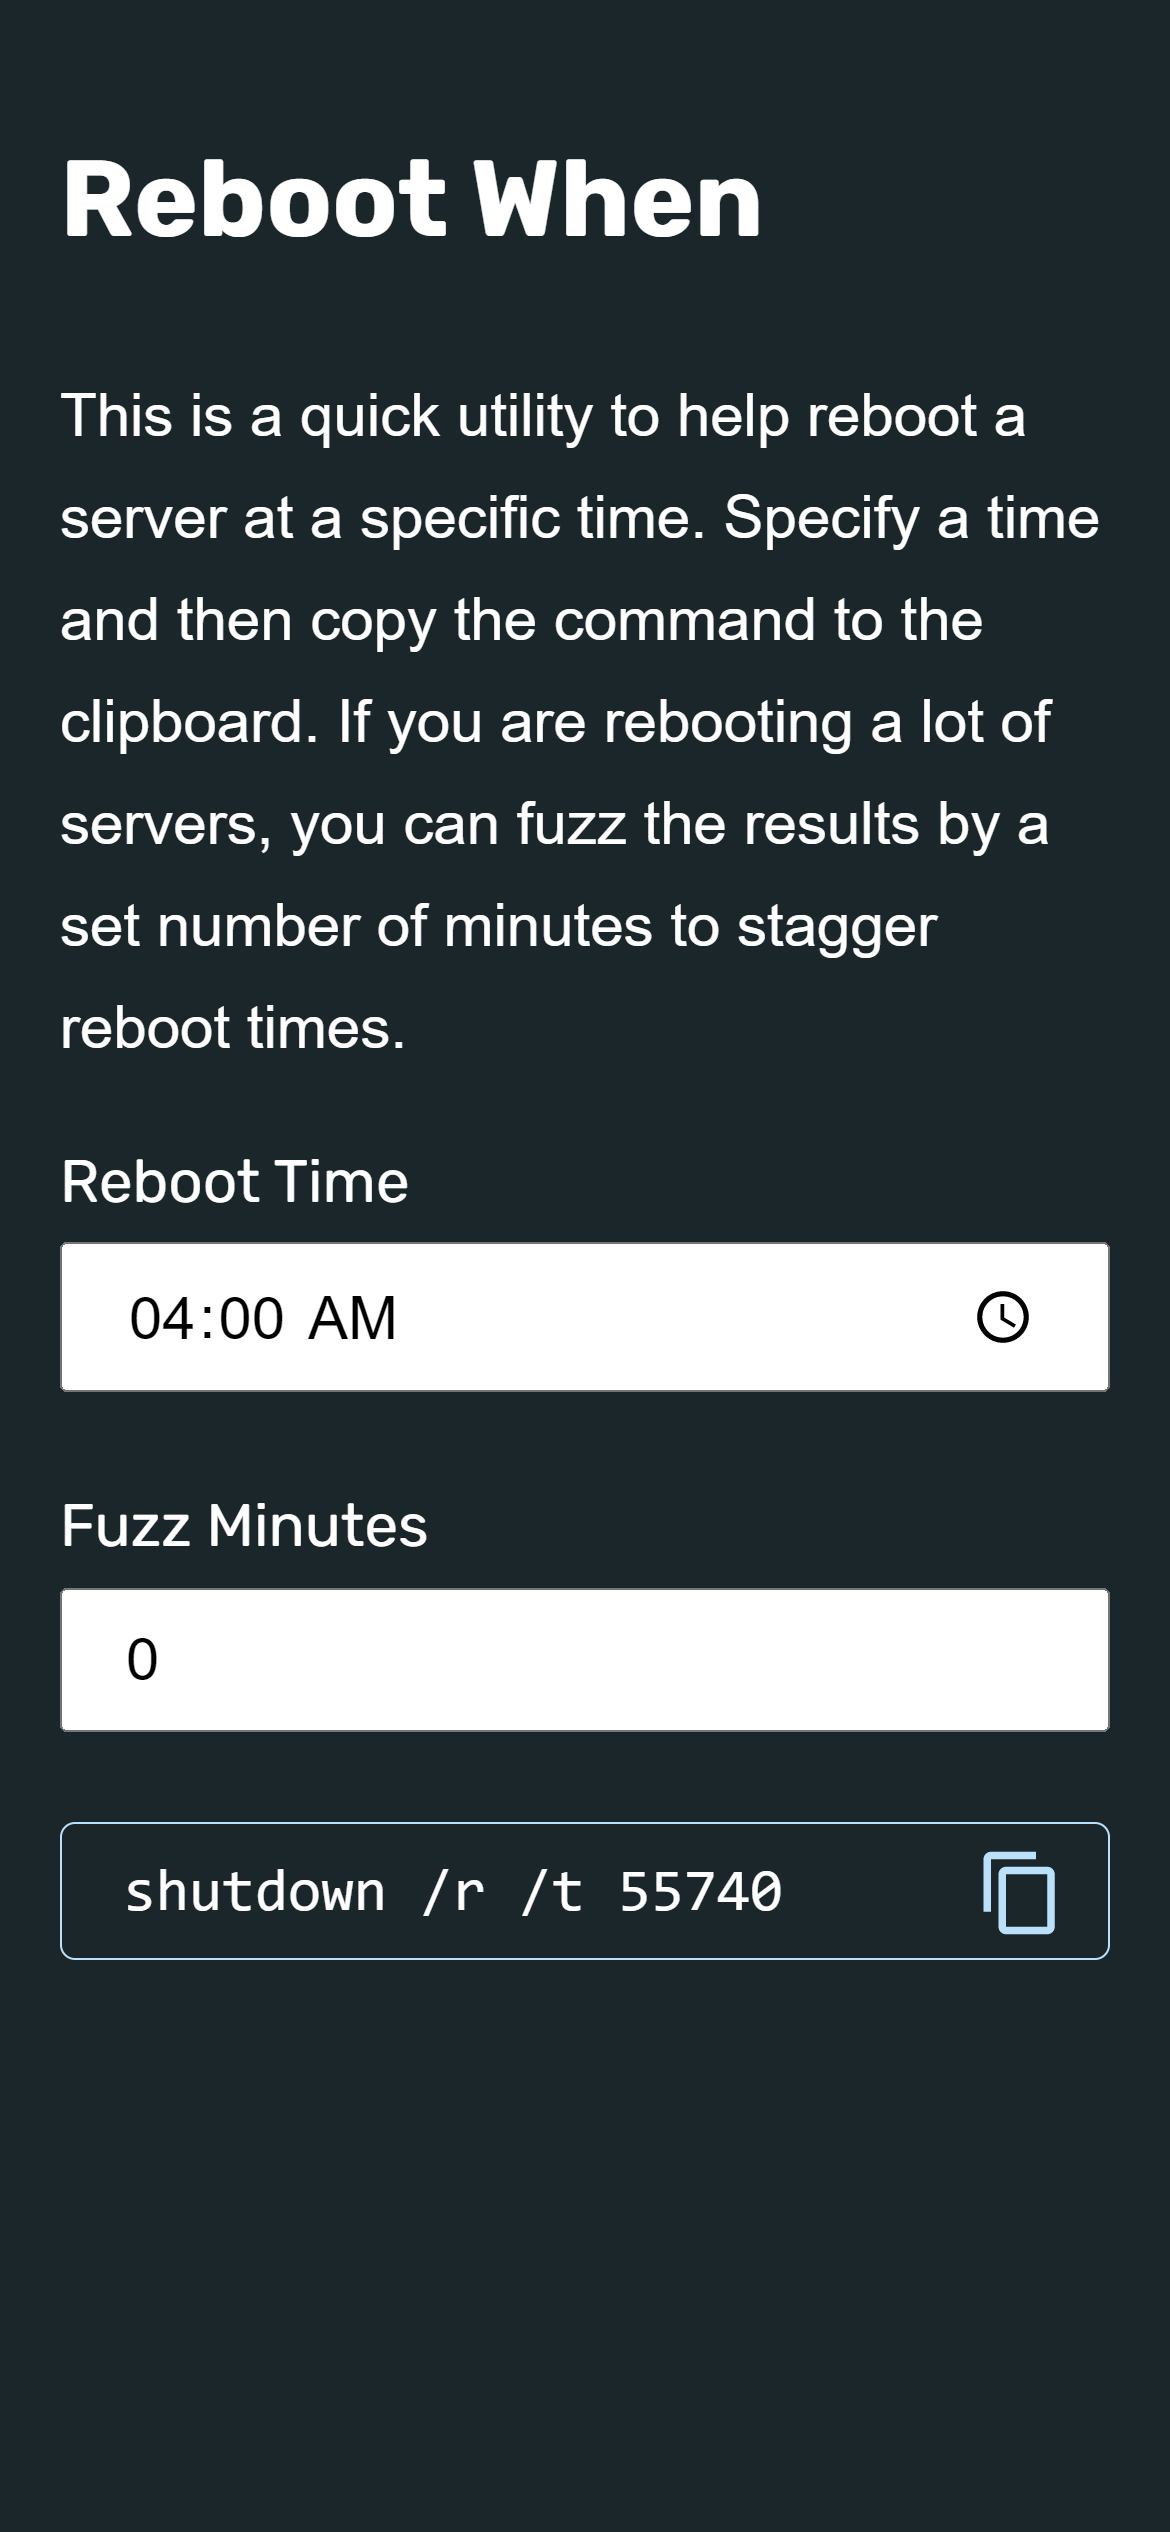 Reboot When
This is a quick utility to help reboot a
server at a specific time. Specify a time
and then copy the command to the
clipboard. If you are rebooting a lot of
servers, you can fuzz the results by a
set number of minutes to stagger
reboot times.
Reboot Time
04:00 AM
Fuzz Minutes
0
shutdown /r /t 55740